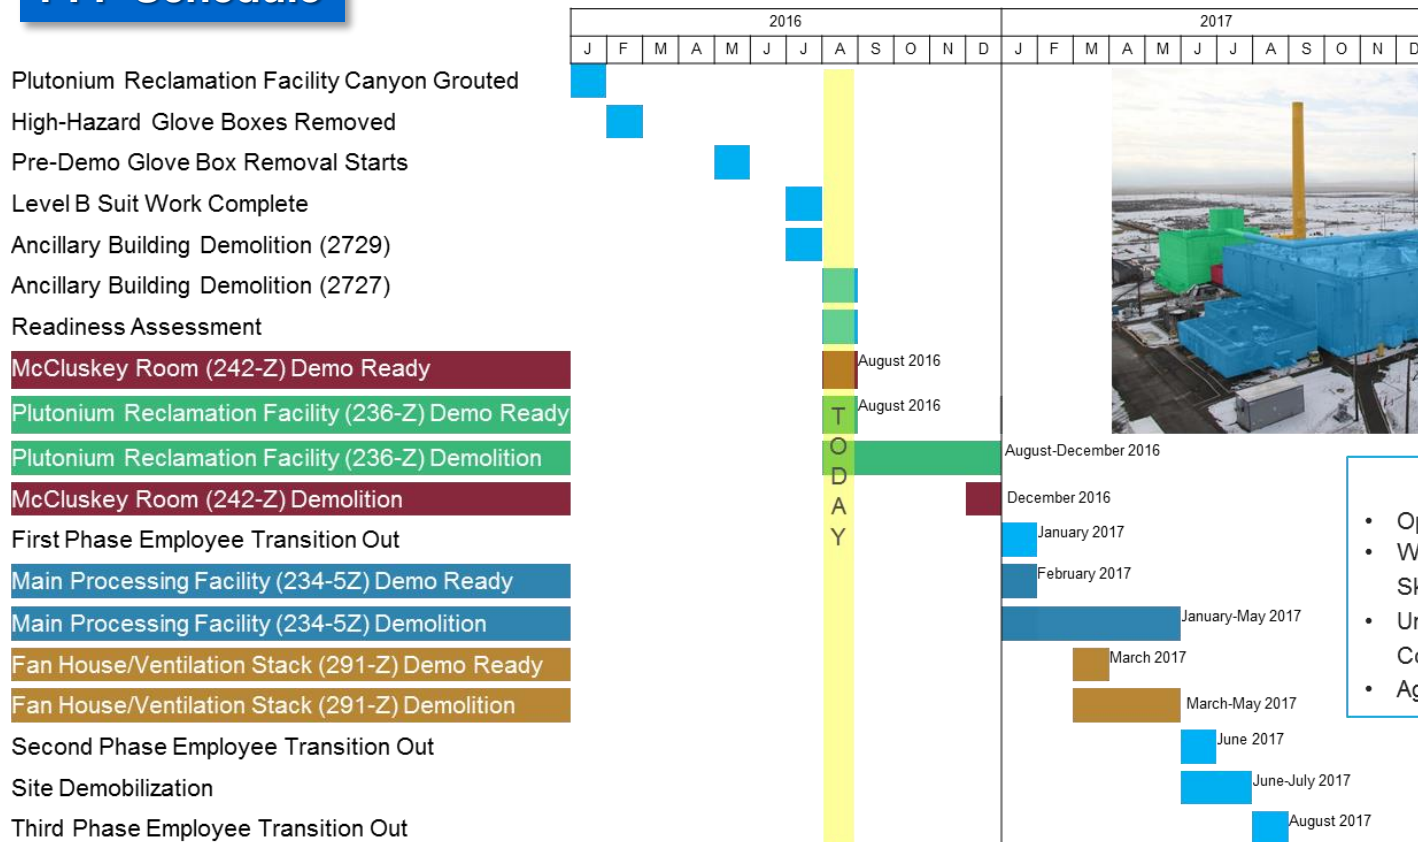 Schedule
2016 2017
J F M A M J J A S O N D J F M A M J J A S O N D
Plutonium Reclamation Facility Canyon Grouted
High-Hazard Glove Boxes Removed
Pre-Demo Glove Box Removal Starts
Level B Suit Work Complete
Ancillary Building Demolition (2729)
Ancillary Building Demolition (2727)
Readiness Assessment
McCluskey Room (242-Z) Demo Ready August 2016
Plutonium Reclamation Facility (236-Z) Demo Ready August 2016
Plutonium Reclamation Facility (236-Z) Demolition August-December 2016
McCluskey Room (242-Z) Demolition December 2016
First Phase Employee Transition Out January 2017
Main Processing Facility (234-5Z) Demo Ready February 2017
Main Processing Facility (234-5Z) Demolition January-May 2017
Fan House/Ventilation Stack (291-Z) Demo Ready March 2017
Fan House/Ventilation Stack (291-Z) Demolition March-May 2017
Second Phase Employee Transition Out June 2017
Site Demobilization June-July 2017
Third Phase Employee Transition Out August 2017
TODAY